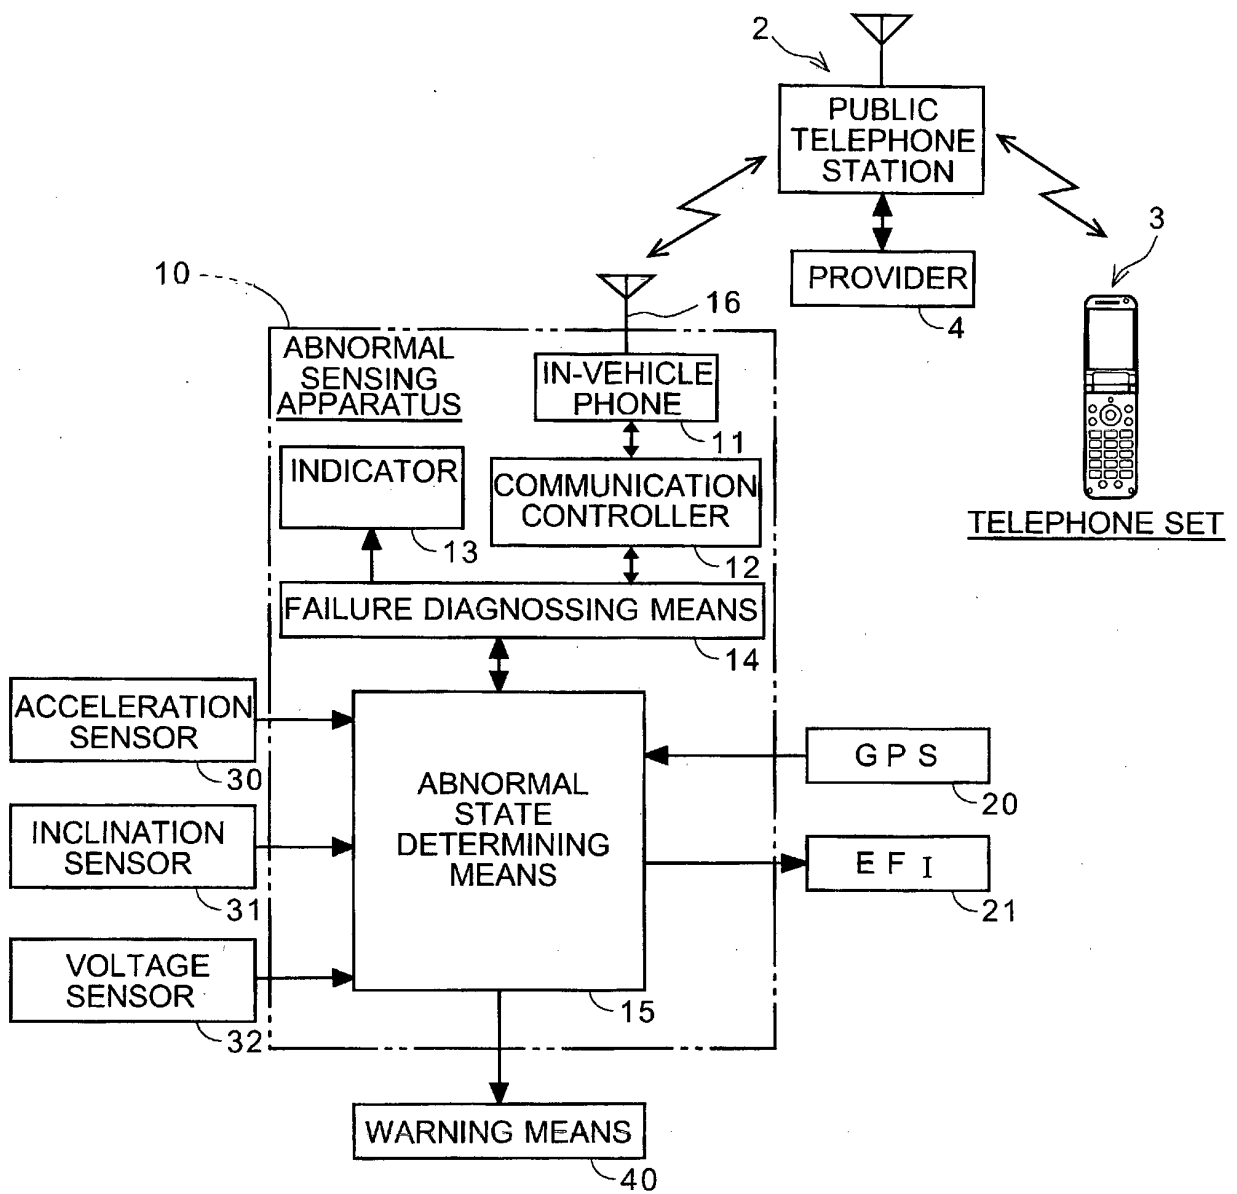 2
PUBLIC
TELEPHONE
STATION
3
10
16
PROVIDER
4
ABNORMAL
SENSING
APPARATUS
IN-VEHICLE
PHONE
11
INDICATOR
13
COMMUNICATION
CONTROLLER
12
TELEPHONE SET
FAILURE DIAGNOSSING MEANS
14
ACCELERATION
SENSOR
30
INCLINATION
SENSOR
31
VOLTAGE
SENSOR
32
ABNORMAL
STATE
DETERMINING
MEANS
15
GPS
20
EFI
21
WARNING MEANS
40